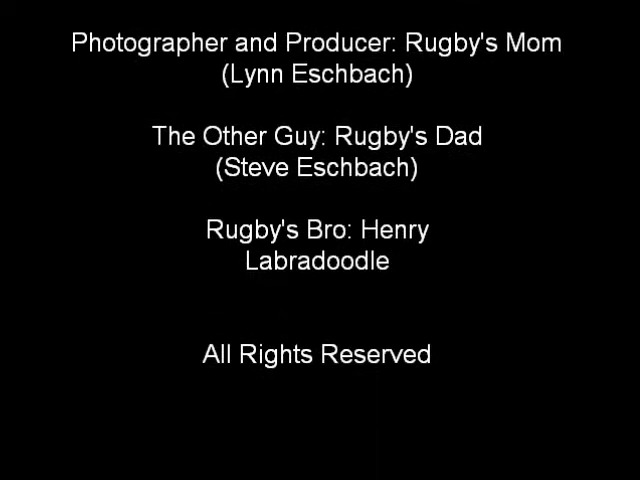 Photographer and Producer: Rugby's Mom
(Lynn Eschbach)
The Other Guy: Rugby's Dad
(Steve Eschbach)
Rugby's Bro: Henry
Labradoodle
All Rights Reserved